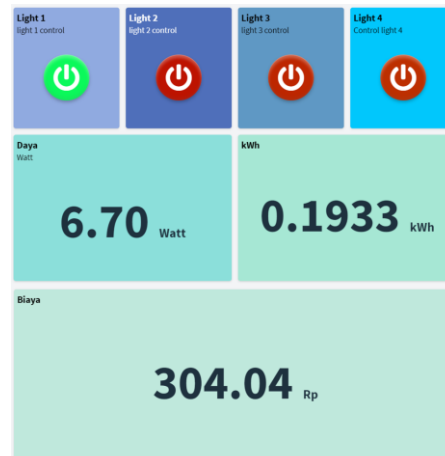 Light 1
light 1 control
Light 2
light 2 control
Light 3
light 3 control
Light 4
Control light 4
Daya
Watt
6.70 Watt
kWh
0.1933 kWh
Biaya
304.04 Rp